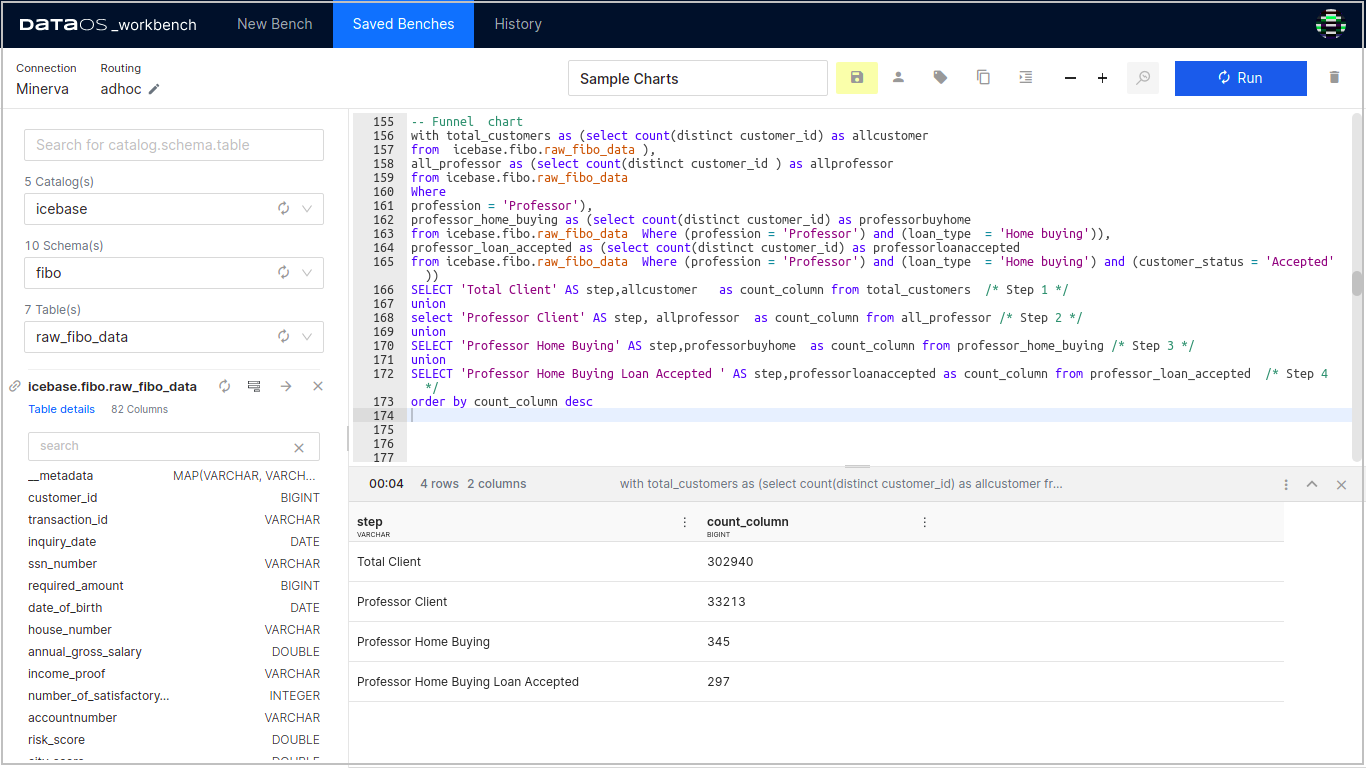 DATAOS _workbench New Bench Saved Benches History
Connection Routing
Minerva adhoc
Sample Charts
Run
Search for catalog.schema.table
5 Catalog(s)
icebase
10 Schema(s)
fibo
7 Table(s)
raw_fibo_data
icebase.fibo.raw_fibo_data
Table details 82 Columns
search
__metadata MAP(VARCHAR, VARCH...
customer_id BIGINT
transaction_id VARCHAR
inquiry_date DATE
ssn_number VARCHAR
required_amount BIGINT
date_of_birth DATE
house_number VARCHAR
annual_gross_salary DOUBLE
income_proof VARCHAR
number_of_satisfactory... INTEGER
accountnumber VARCHAR
risk_score DOUBLE
155 -- Funnel  chart
156 with total_customers as (select count(distinct customer_id) as allcustomer
157 from  icebase.fibo.raw_fibo_data ),
158 all_professor as (select count(distinct customer_id ) as allprofessor
159 from icebase.fibo.raw_fibo_data
160 Where
161 profession = 'Professor'),
162 professor_home_buying as (select count(distinct customer_id) as professorbuyhome
163 from icebase.fibo.raw_fibo_data  Where (profession = 'Professor') and (loan_type  = 'Home buying')),
164 professor_loan_accepted as (select count(distinct customer_id) as professorloanaccepted
165 from icebase.fibo.raw_fibo_data  Where (profession = 'Professor') and (loan_type  = 'Home buying') and (customer_status = 'Accepted'
))
166 SELECT 'Total Client' AS step,allcustomer   as count_column from total_customers  /* Step 1 */
167 union
168 select 'Professor Client' AS step, allprofessor  as count_column from all_professor /* Step 2 */
169 union
170 SELECT 'Professor Home Buying' AS step,professorbuyhome  as count_column from professor_home_buying /* Step 3 */
171 union
172 SELECT 'Professor Home Buying Loan Accepted ' AS step,professorloanaccepted as count_column from professor_loan_accepted  /* Step 4
*/
173 order by count_column desc
174
175
176
177
00:04 4 rows 2 columns with total_customers as (select count(distinct customer_id) as allcustomer fr...
step count_column
VARCHAR BIGINT
Total Client 302940
Professor Client 33213
Professor Home Buying 345
Professor Home Buying Loan Accepted 297